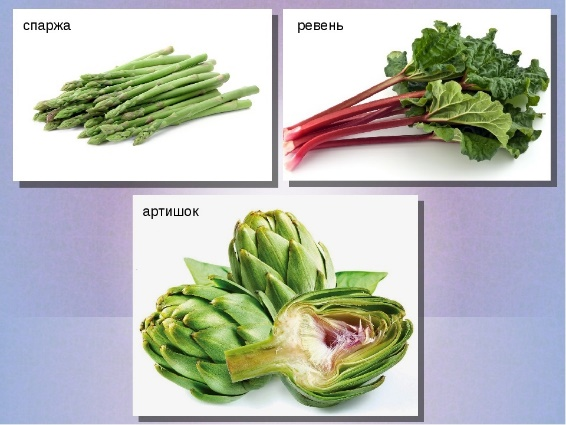 спаржа
ревень
артишок